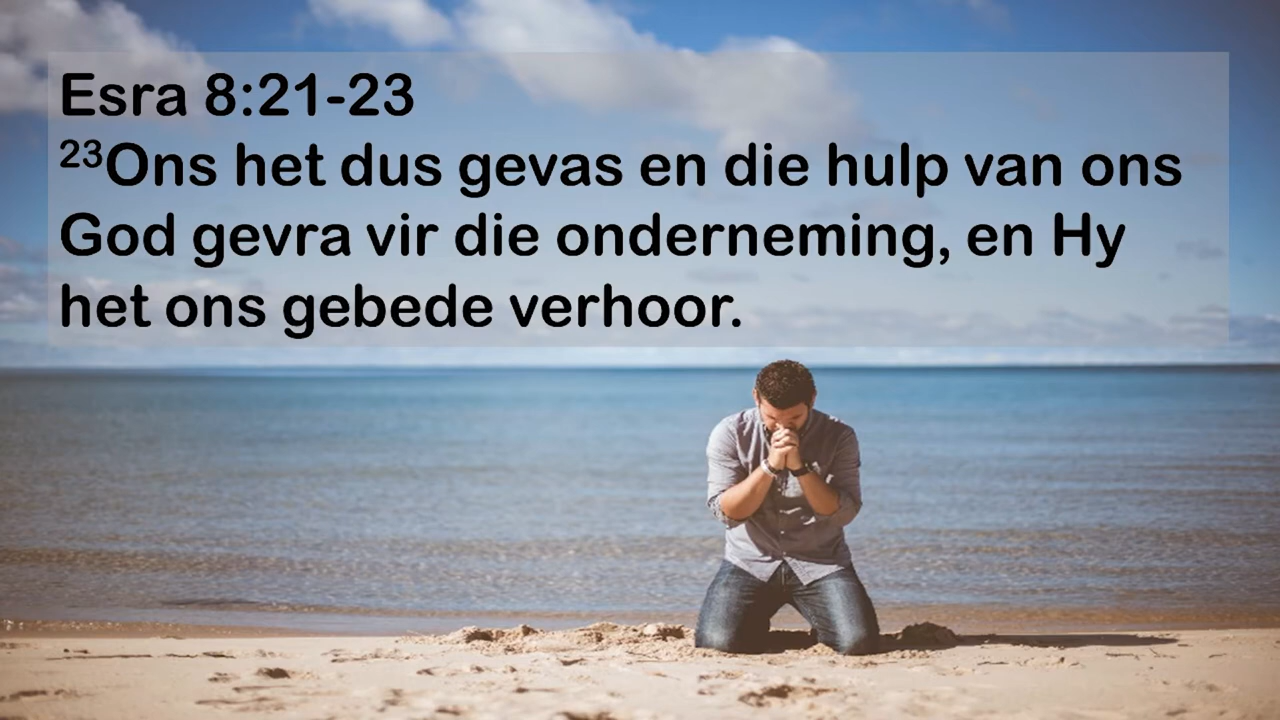 Esra 8:21-23
²³Ons het dus gevas en die hulp van ons
God gevra vir die onderneming, en Hy
het ons gebede verhoor.